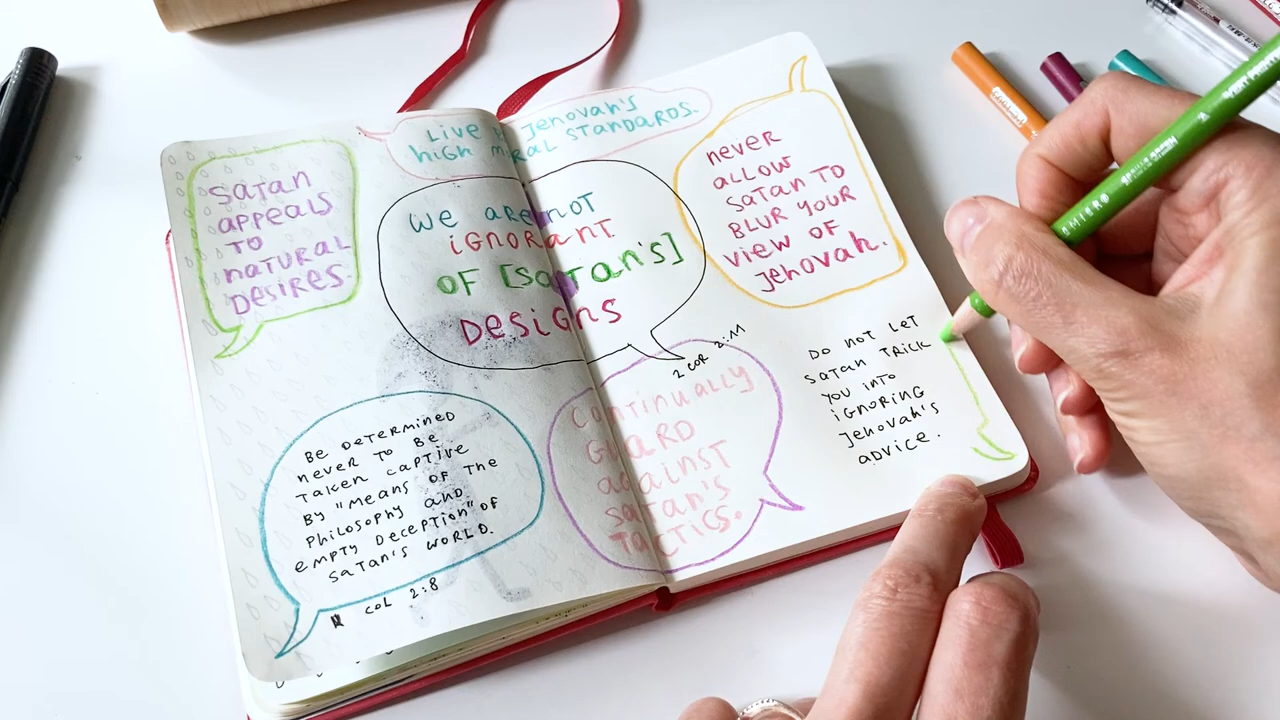 Live Jehovah's
high moral standards.
Satan
appeals
to
natural
desires.
We are not
ignorant
of [Satan's]
designs
2 Cor 2:11
never
allow
Satan to
blur your
view of
Jehovah.
Be determined
never to be
taken captive
by "means of the
philosophy and
empty deception" of
Satan's world.
Col 2:8
Continually
guard
against
Satan's
tactics.
Do not let
Satan trick
you into
ignoring
Jehovah's
advice.
MICRO